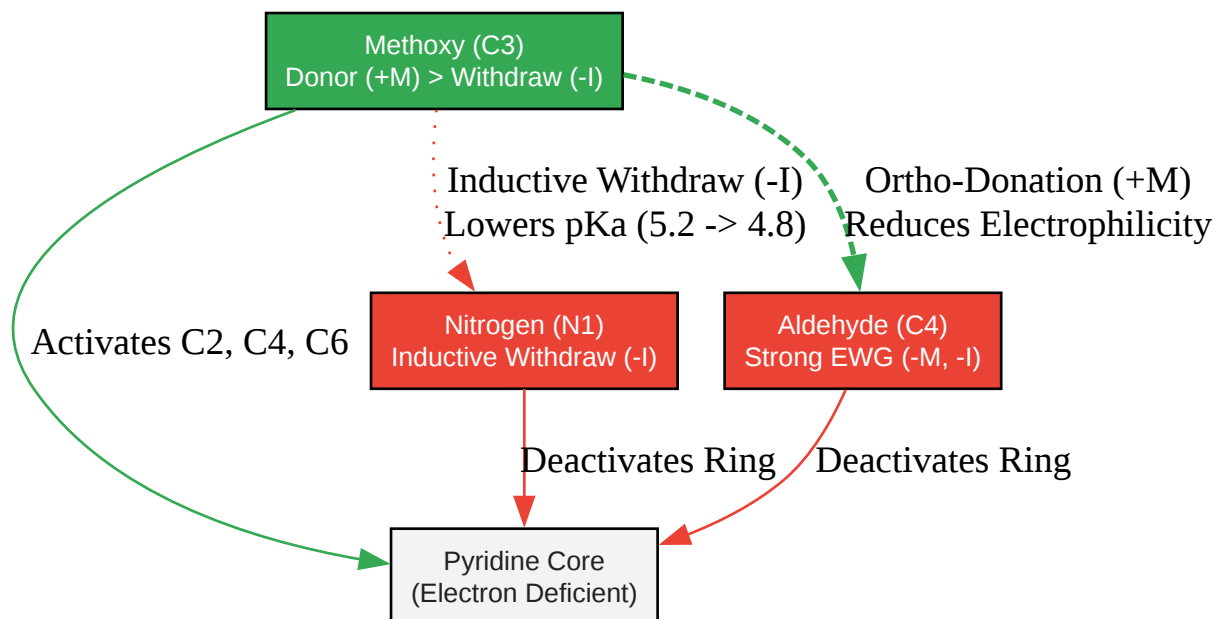 Methoxy (C3)
Donor (+M) > Withdraw (-I)
Inductive Withdraw (-I)
Lowers pKa (5.2 -> 4.8)
Ortho-Donation (+M)
Reduces Electrophilicity
Activates C2, C4, C6
Nitrogen (N1)
Inductive Withdraw (-I)
Aldehyde (C4)
Strong EWG (-M, -I)
Deactivates Ring
Deactivates Ring
Pyridine Core
(Electron Deficient)